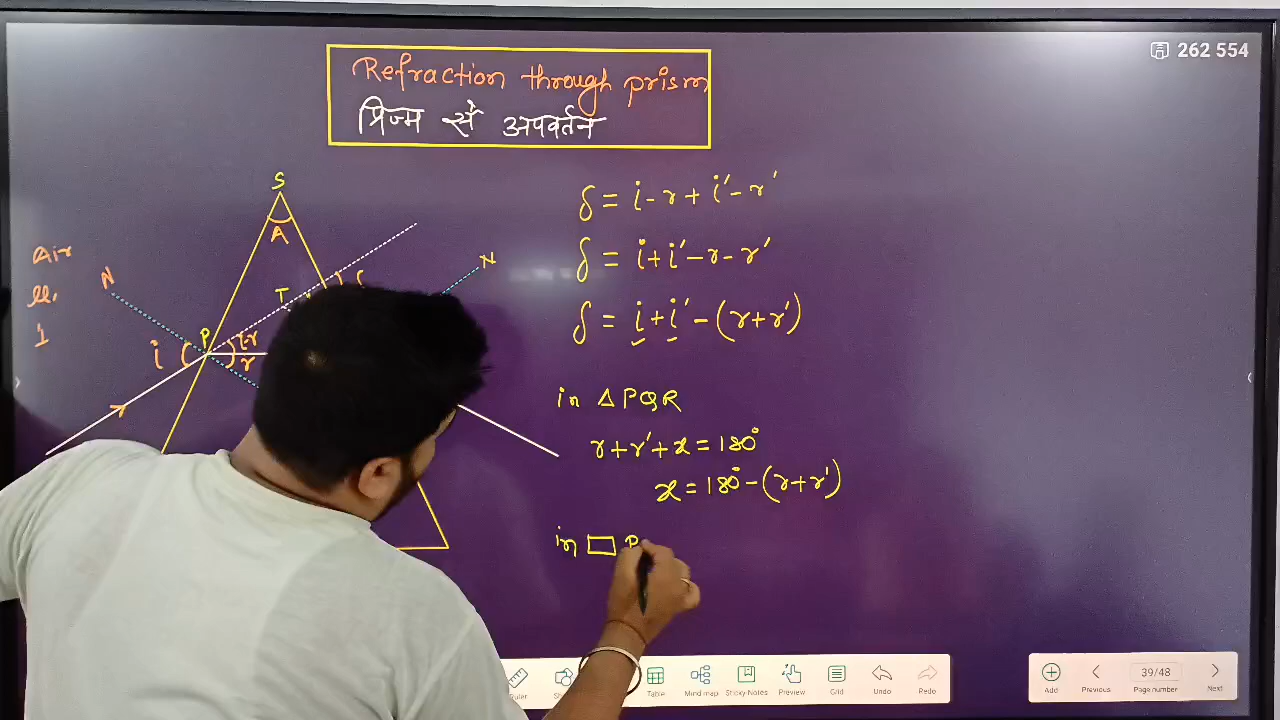 262 554
Refraction through prism
प्रिज्म से अपवर्तन
S
A
Air
μ.
1
N
N
T
P
i
i-r
r
δ = i-r+i'-r'
δ = i+i'-r-r'
δ = i+i'-(r+r')
in △PQR
r+r'+x=180°
x=180°-(r+r')
in □ P
Table
Mind map
Sticky Notes
Preview
Grid
Undo
Redo
Add
Previous
39/48
Page number
Next